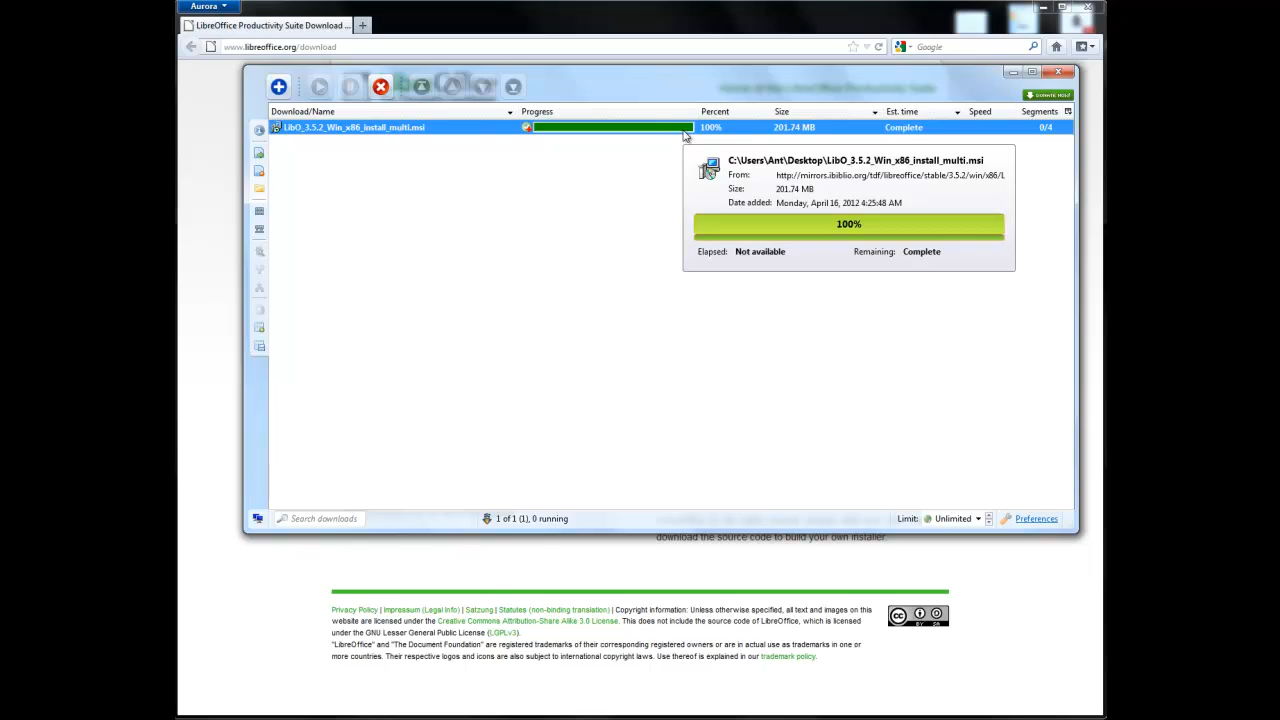 Aurora
LibreOffice Productivity Suite Download ...
www.libreoffice.org/download
Google
DONATE NOW!
Download/Name Progress Percent Size Est. time Speed Segments
LibO_3.5.2_Win_x86_install_multi.msi 100% 201.74 MB Complete 0/4
C:\Users\Ant\Desktop\LibO_3.5.2_Win_x86_install_multi.msi
From: http://mirrors.ibiblio.org/tdf/libreoffice/stable/3.5.2/win/x86/L
Size: 201.74 MB
Date added: Monday, April 16, 2012 4:25:48 AM
100%
Elapsed: Not available Remaining: Complete
Search downloads 1 of 1 (1), 0 running Limit: Unlimited Preferences
download the source code to build your own installer.
Privacy Policy | Impressum (Legal Info) | Satzung | Statutes (non-binding translation) | Copyright information: Unless otherwise specified, all text and images on this
website are licensed under the Creative Commons Attribution-Share Alike 3.0 License. This does not include the source code of LibreOffice, which is licensed
under the GNU Lesser General Public License (LGPLv3).
"LibreOffice" and "The Document Foundation" are registered trademarks of their corresponding registered owners or are in actual use as trademarks in one or
more countries. Their respective logos and icons are also subject to international copyright laws. Use thereof is explained in our trademark policy.
CC BY SA